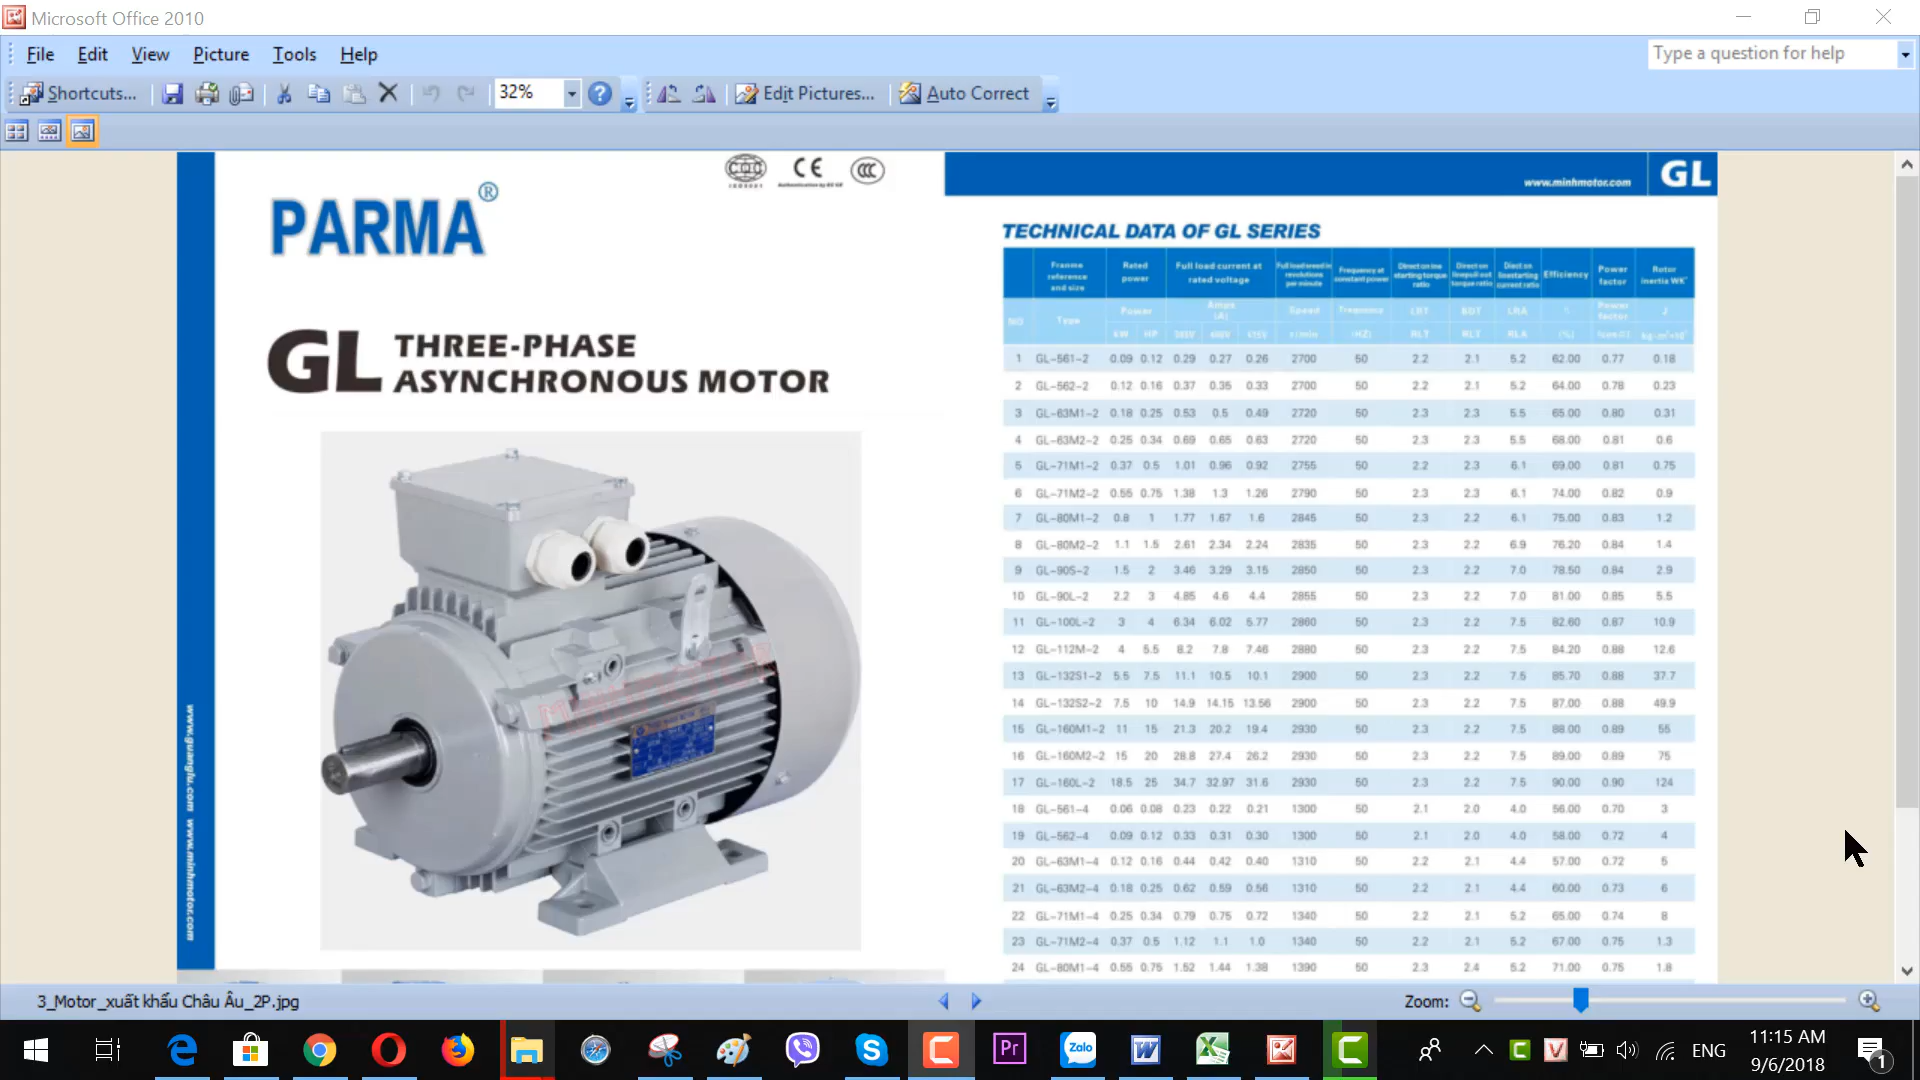 Microsoft Office 2010
File Edit View Picture Tools Help
Type a question for help
Shortcuts... 32% Edit Pictures... Auto Correct
PARMA®
CE
www.minhmotor.com GL
GL THREE-PHASE
ASYNCHRONOUS MOTOR
www.guanglu.com www.minhmotor.com
TECHNICAL DATA OF GL SERIES
Rated power
Full load current at rated voltage
Frequency at constant power
Efficiency
Power factor
Rotor
NO Type Power Amps (A) Speed
kW HP r/min (HZ) RLT RLT RLA (%)
1 GL-561-2 0.09 0.12 0.29 0.27 0.26 2700 50 2.2 2.1 5.2 62.00 0.77 0.18
2 GL-562-2 0.12 0.16 0.37 0.35 0.33 2700 50 2.2 2.1 5.2 64.00 0.78 0.23
3 GL-63M1-2 0.18 0.25 0.53 0.5 0.49 2720 50 2.3 2.3 5.5 65.00 0.80 0.31
4 GL-63M2-2 0.25 0.34 0.69 0.65 0.63 2720 50 2.3 2.3 5.5 68.00 0.81 0.6
5 GL-71M1-2 0.37 0.5 1.01 0.96 0.92 2755 50 2.2 2.3 6.1 69.00 0.81 0.75
6 GL-71M2-2 0.55 0.75 1.38 1.3 1.26 2790 50 2.3 2.3 6.1 74.00 0.82 0.9
7 GL-80M1-2 0.8 1 1.77 1.67 1.6 2845 50 2.3 2.2 6.1 75.00 0.83 1.2
8 GL-80M2-2 1.1 1.5 2.61 2.34 2.24 2835 50 2.3 2.2 6.9 76.20 0.84 1.4
9 GL-90S-2 1.5 2 3.46 3.29 3.15 2850 50 2.3 2.2 7.0 78.50 0.84 2.9
10 GL-90L-2 2.2 3 4.85 4.6 4.4 2855 50 2.3 2.2 7.0 81.00 0.85 5.5
11 GL-100L-2 3 4 6.34 6.02 5.77 2860 50 2.3 2.2 7.5 82.60 0.87 10.9
12 GL-112M-2 4 5.5 8.2 7.8 7.46 2880 50 2.3 2.2 7.5 84.20 0.88 12.6
13 GL-132S1-2 5.5 7.5 11.1 10.5 10.1 2900 50 2.3 2.2 7.5 85.70 0.88 37.7
14 GL-132S2-2 7.5 10 14.9 14.15 13.56 2900 50 2.3 2.2 7.5 87.00 0.88 49.9
15 GL-160M1-2 11 15 21.3 20.2 19.4 2930 50 2.3 2.2 7.5 88.00 0.89 55
16 GL-160M2-2 15 20 28.8 27.4 26.2 2930 50 2.3 2.2 7.5 89.00 0.89 75
17 GL-160L-2 18.5 25 34.7 32.97 31.6 2930 50 2.3 2.2 7.5 90.00 0.90 124
18 GL-561-4 0.06 0.08 0.23 0.22 0.21 1300 50 2.1 2.0 4.0 56.00 0.70 3
19 GL-562-4 0.09 0.12 0.33 0.31 0.30 1300 50 2.1 2.0 4.0 58.00 0.72 4
20 GL-63M1-4 0.12 0.16 0.44 0.42 0.40 1310 50 2.2 2.1 4.4 57.00 0.72 5
21 GL-63M2-4 0.18 0.25 0.62 0.59 0.56 1310 50 2.2 2.1 4.4 60.00 0.73 6
22 GL-71M1-4 0.25 0.34 0.79 0.75 0.72 1340 50 2.2 2.1 5.2 65.00 0.74 8
23 GL-71M2-4 0.37 0.5 1.12 1.1 1.0 1340 50 2.2 2.1 5.2 67.00 0.75 1.3
24 GL-80M1-4 0.55 0.75 1.52 1.44 1.38 1390 50 2.3 2.4 5.2 71.00 0.75 1.8
3_Motor_xuất khẩu Châu Âu_2P.jpg
Zoom:
Pr Zalo ENG
11:15 AM
9/6/2018
1